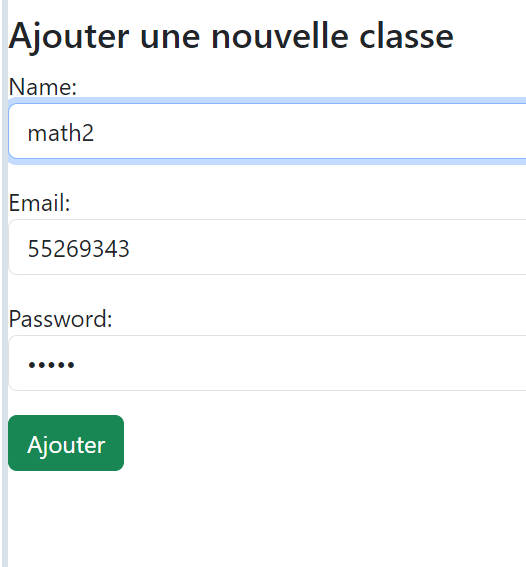 Ajouter une nouvelle classe
Name:
math2
Email:
55269343
Password:
•••••
Ajouter